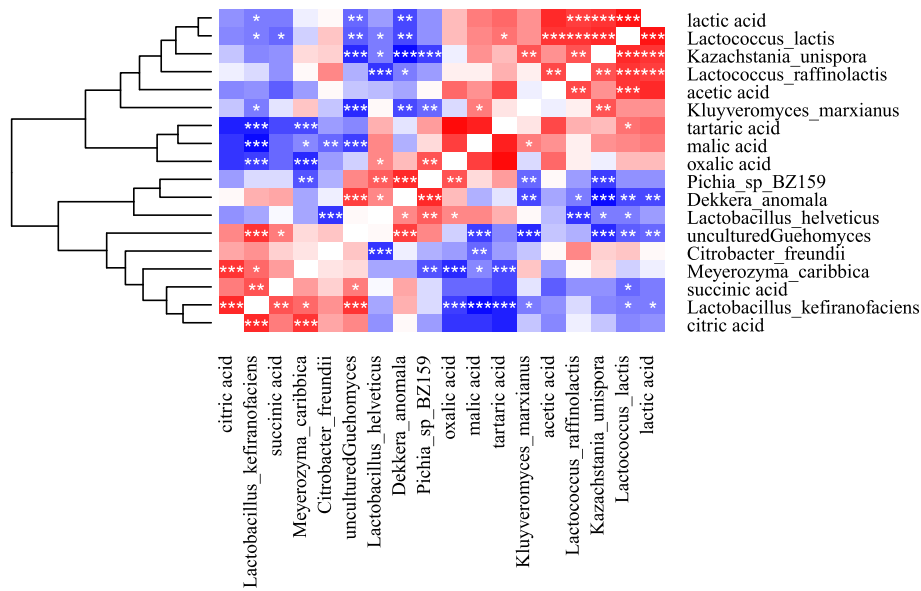 lactic acid
Lactococcus_lactis
Kazachstania_unispora
Lactococcus_raffinolactis
acetic acid
Kluyveromyces_marxianus
tartaric acid
malic acid
oxalic acid
Pichia_sp_BZ159
Dekkera_anomala
Lactobacillus_helveticus
unculturedGuehomyces
Citrobacter_freundii
Meyerozyma_caribbica
succinic acid
Lactobacillus_kefiranofaciens
citric acid
citric acid
Lactobacillus_kefiranofaciens
succinic acid
Meyerozyma_caribbica
Citrobacter_freundii
unculturedGuehomyces
Lactobacillus_helveticus
Dekkera_anomala
Pichia_sp_BZ159
oxalic acid
malic acid
tartaric acid
Kluyveromyces_marxianus
acetic acid
Lactococcus_raffinolactis
Kazachstania_unispora
Lactococcus_lactis
lactic acid